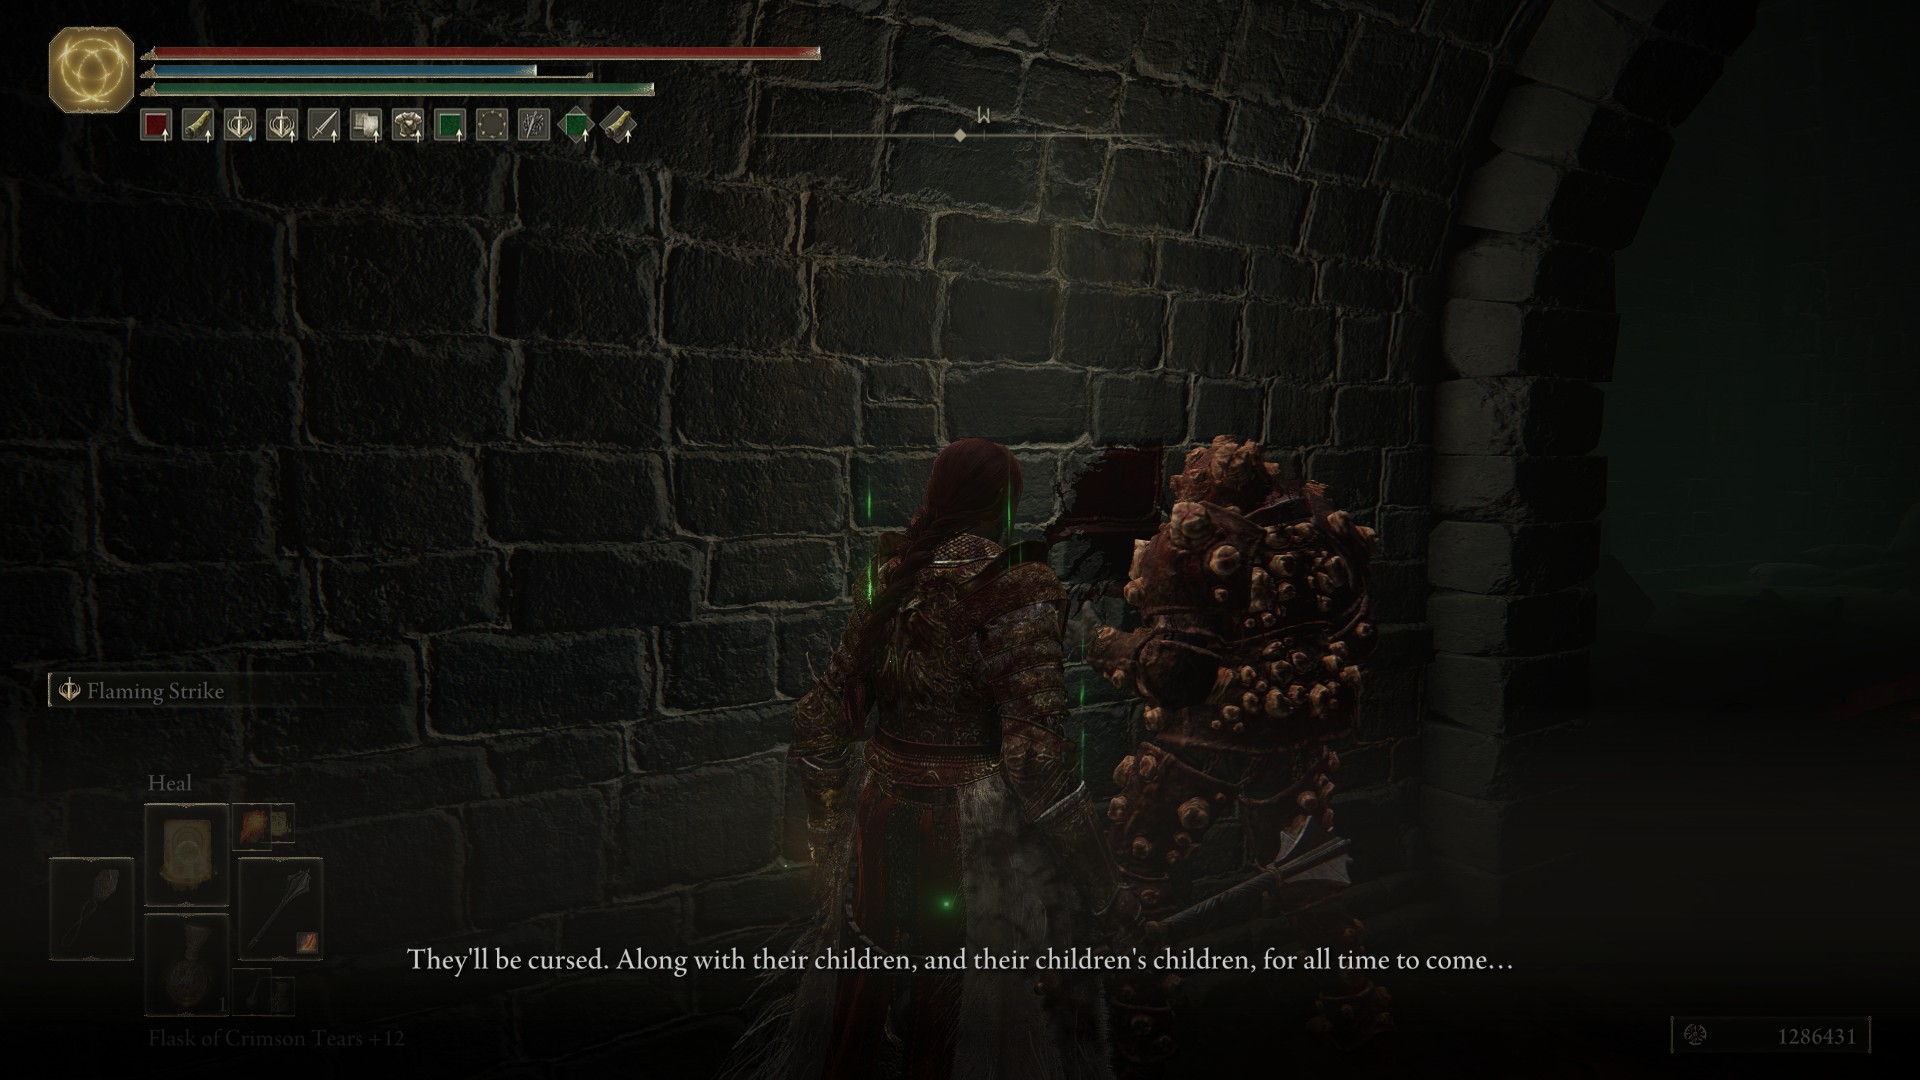 W
Flaming Strike
Heal
1
Flask of Crimson Tears +12
They'll be cursed. Along with their children, and their children's children, for all time to come...
1286431